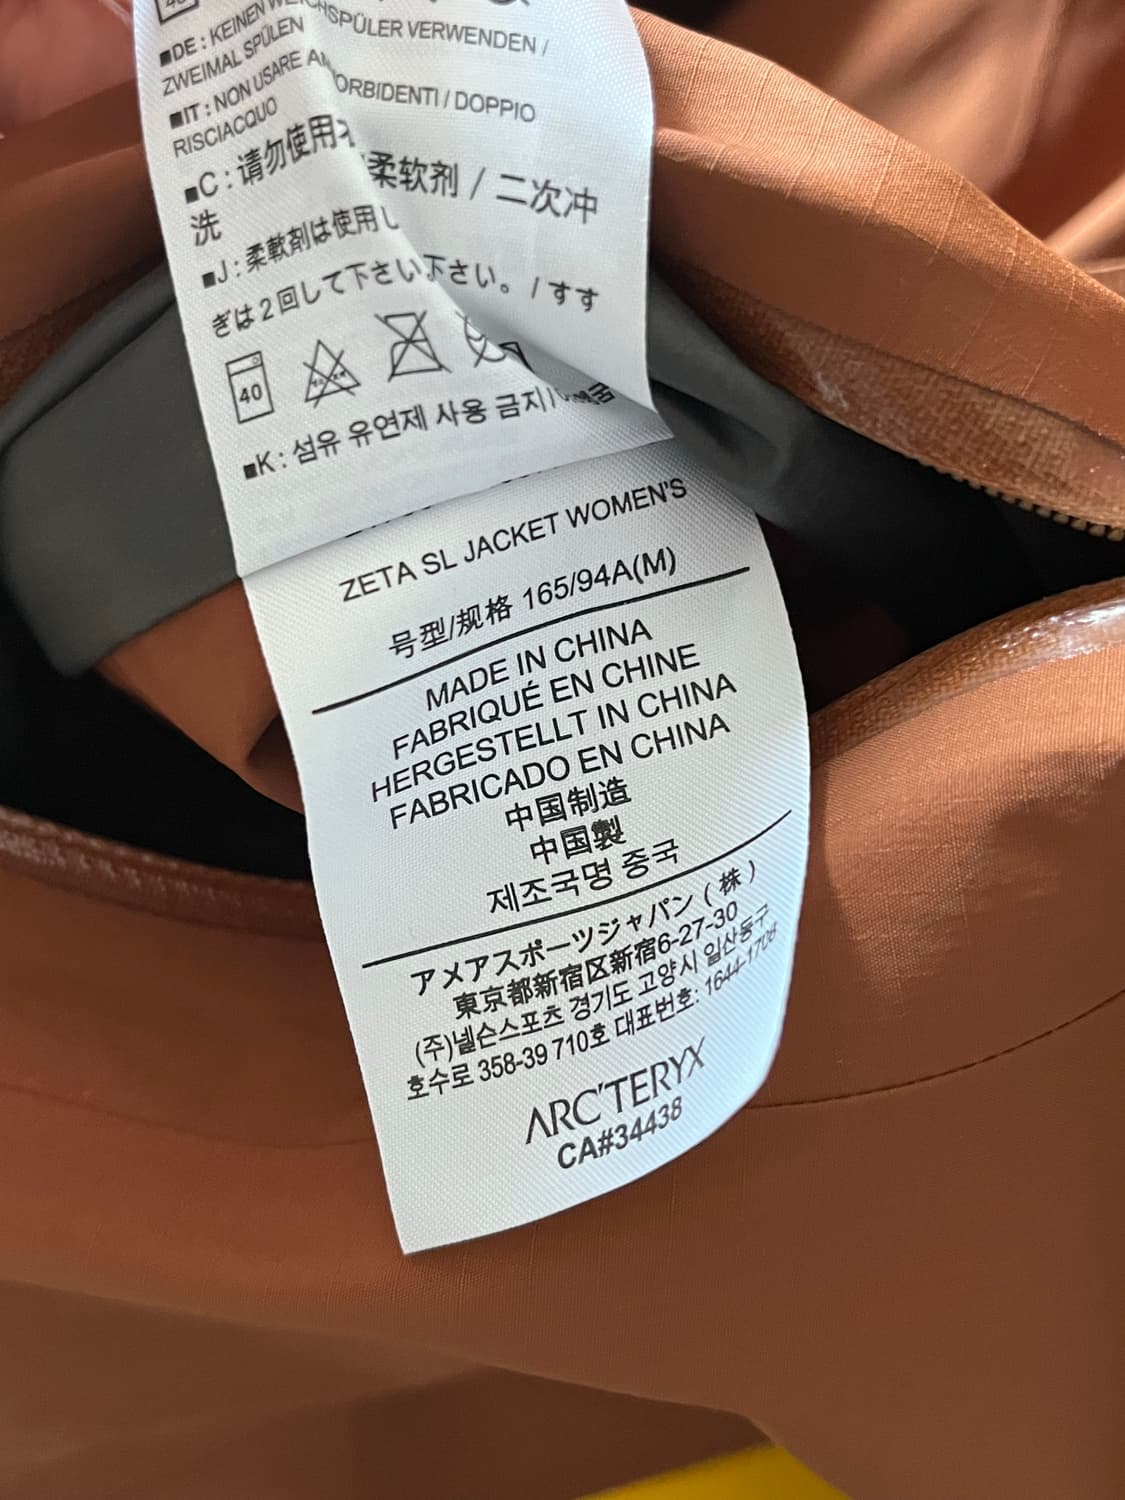 ■DE : KEINEN WEICHSPÜLER VERWENDEN /
ZWEIMAL SPÜLEN
■IT : NON USARE AMMORBIDENTI / DOPPIO
RISCIACQUO
■C : 请勿使用 柔软剂 / 二次冲
洗
■J : 柔軟剤は使用し 下さい。 / すす
ぎは2回して下さい
40
■K : 섬유 유연제 사용 금지/
ZETA SL JACKET WOMEN'S
号型/规格 165/94A(M)
MADE IN CHINA
FABRIQUÉ EN CHINE
HERGESTELLT IN CHINA
FABRICADO EN CHINA
中国制造
中国製
제조국명 중국
アメアスポーツジャパン(株)
東京都新宿区新宿6-27-30
(주)넬슨스포츠 경기도 고양시 일산동구
호수로 358-39 710호 대표번호: 1644-1708
ARC'TERYX
CA#34438